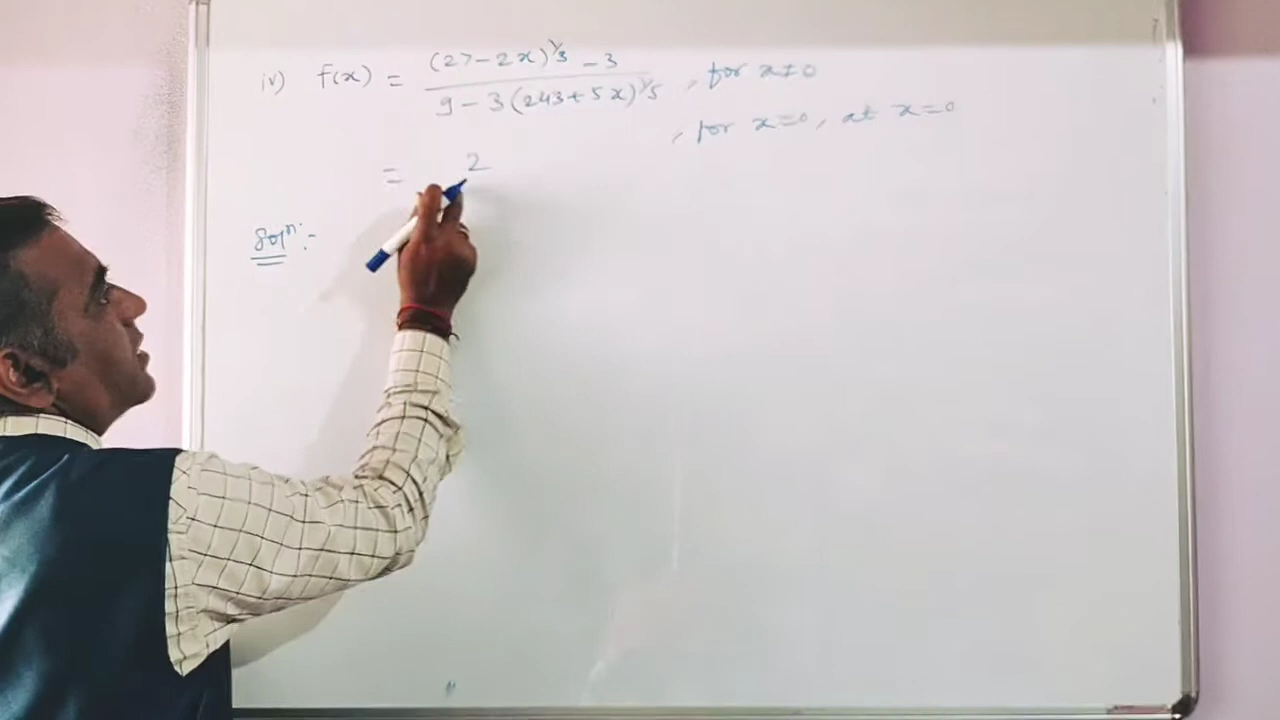 iv) f(x) = (27-2x)^1/3 - 3 / 9 - 3(243+5x)^1/5 , for x≠0
= 2 , for x=0, at x=0
Solⁿ:-